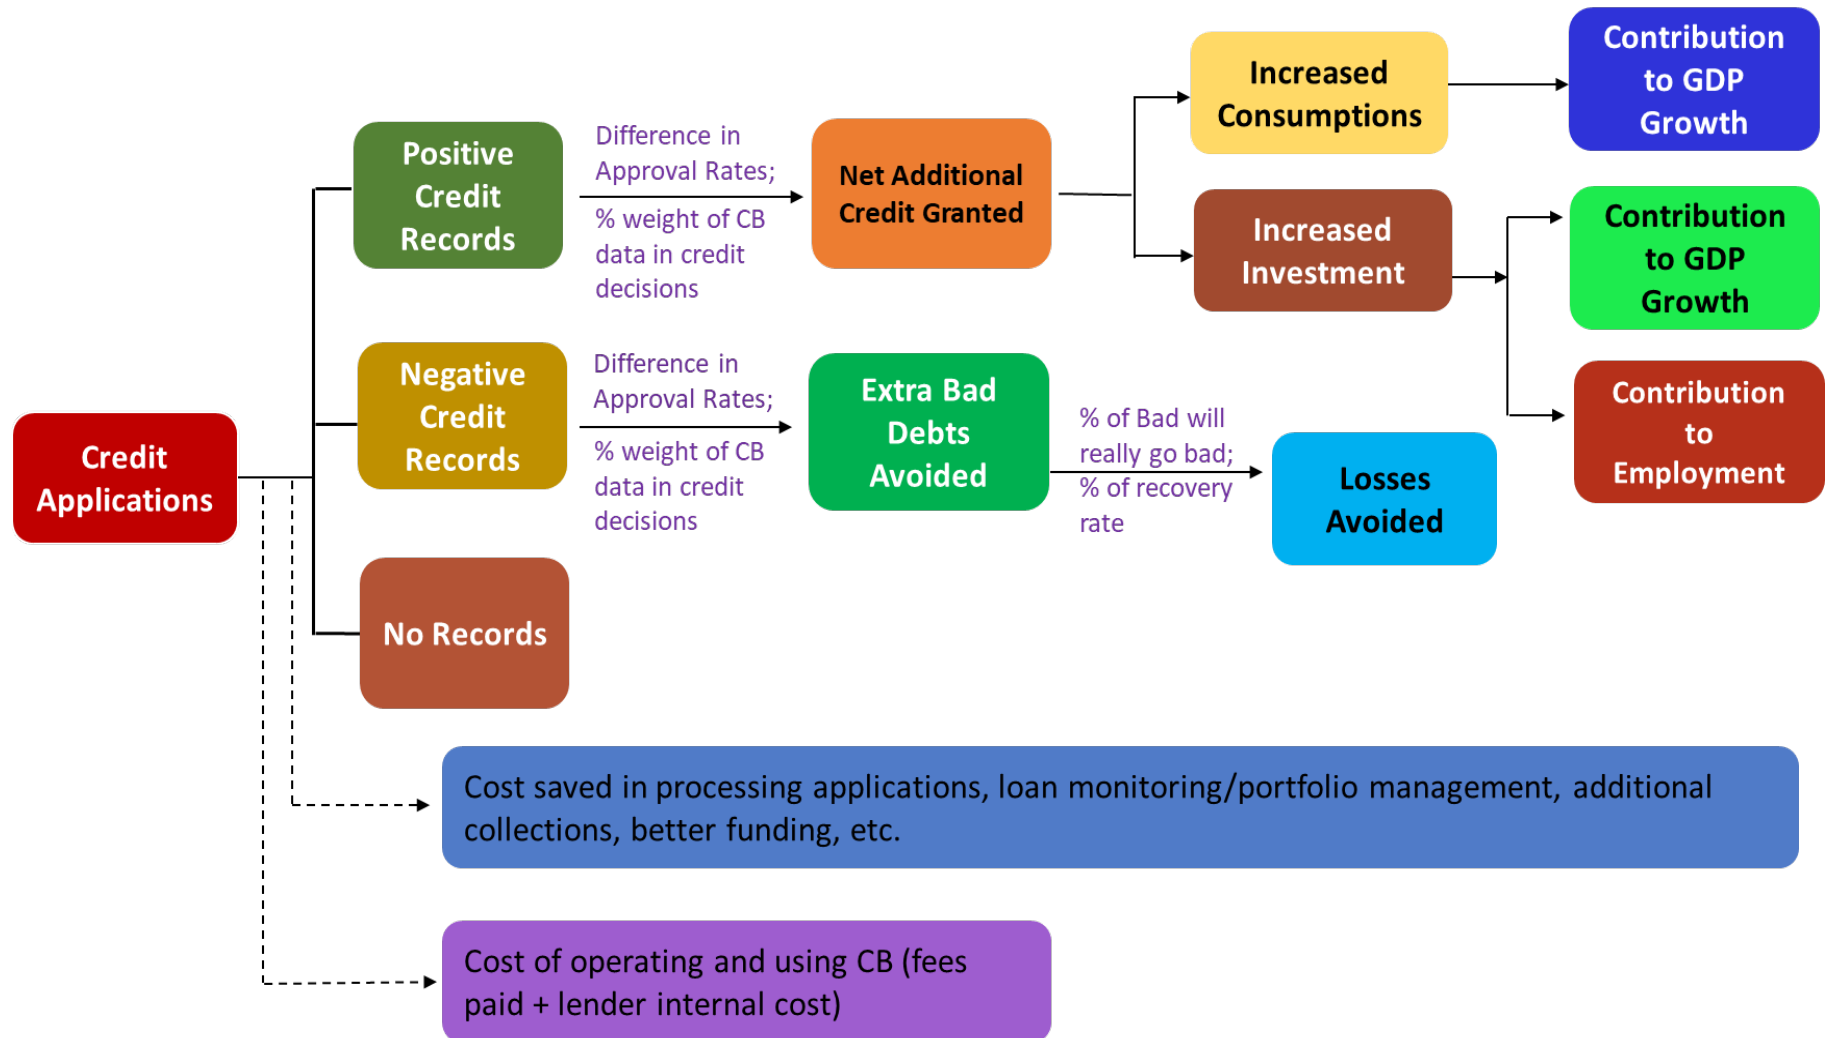 Credit
Applications
Positive
Credit
Records
Difference in
Approval Rates;
% weight of CB
data in credit
decisions
Net Additional
Credit Granted
Increased
Consumptions
Contribution
to GDP
Growth
Increased
Investment
Contribution
to GDP
Growth
Contribution
to
Employment
Negative
Credit
Records
Difference in
Approval Rates;
% weight of CB
data in credit
decisions
Extra Bad
Debts
Avoided
% of Bad will
really go bad;
% of recovery
rate
Losses
Avoided
No Records
Cost saved in processing applications, loan monitoring/portfolio management, additional
collections, better funding, etc.
Cost of operating and using CB (fees
paid + lender internal cost)